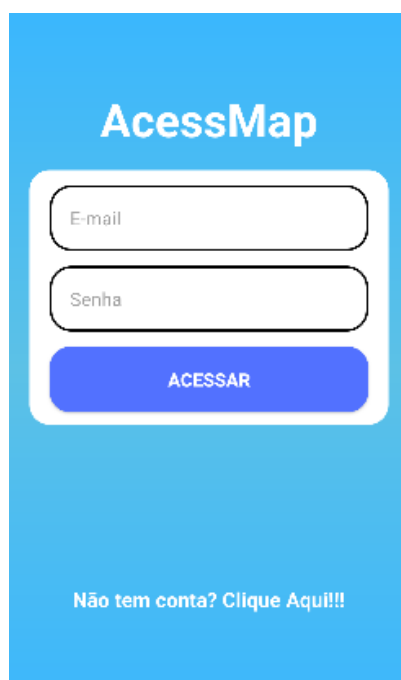 AcessMap
E-mail
Senha
ACESSAR
Não tem conta? Clique Aqui!!!